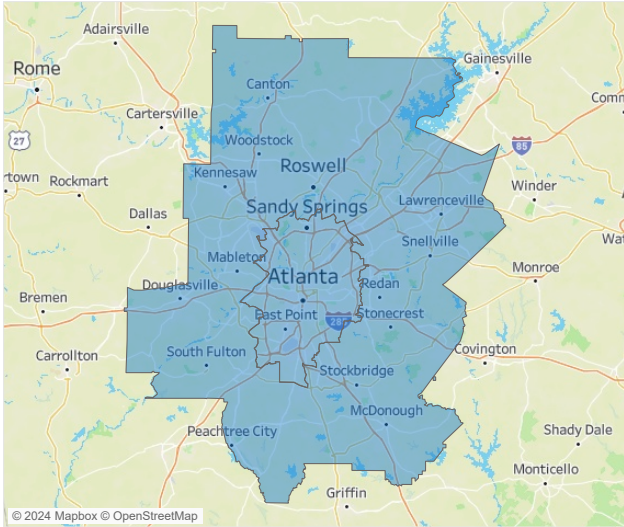 Adairsville
Gainesville
Rome
Canton
Comm
Cartersville
27
Woodstock
85
Roswell
Kennesaw
rtown
Rockmart
Winder
Sandy Springs
Lawrenceville
Dallas
Wat
Snellville
Mableton
Atlanta
Monroe
Douglasville
Redan
Bremen
East Point
Stonecrest
Covington
Carrollton
South Fulton
Stockbridge
McDonough
Peachtree City
Shady Dale
Monticello
Griffin
© 2024 Mapbox © OpenStreetMap